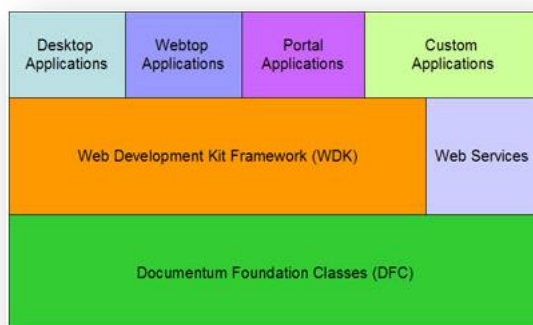 Desktop
Applications
Webtop
Applications
Portal
Applications
Custom
Applications
Web Development Kit Framework (WDK)
Web Services
Documentum Foundation Classes (DFC)